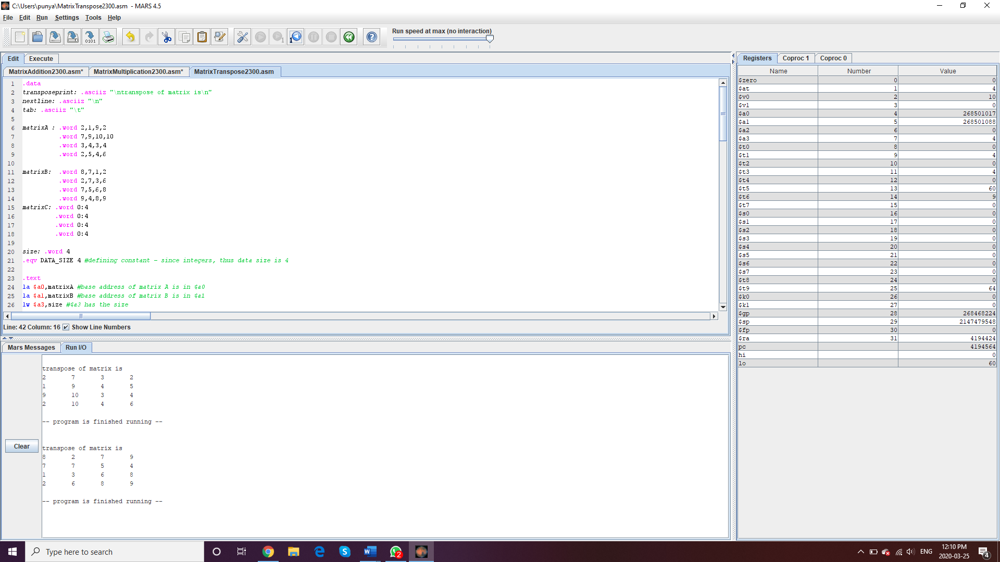 C:\Users\punya\MatrixTranspose2300.asm - MARS 4.5
File Edit Run Settings Tools Help
Run speed at max (no interaction)
Edit Execute
MatrixAddition2300.asm* MatrixMultiplication2300.asm* MatrixTranspose2300.asm
1 .data
2 transposeprint: .asciiz "\ntranspose of matrix is\n"
3 nextline: .asciiz "\n"
4 tab: .asciiz "\t"
5
6 matrixA : .word 2,1,9,2
7 .word 7,9,10,10
8 .word 3,4,3,4
9 .word 2,5,4,6
10
11 matrixB: .word 8,7,1,2
12 .word 2,7,3,6
13 .word 7,5,6,8
14 .word 9,4,8,9
15 matrixC: .word 0:4
16 .word 0:4
17 .word 0:4
18 .word 0:4
19
20 size: .word 4
21 .eqv DATA_SIZE 4 #defining constant - since integers, thus data size is 4
22
23 .text
24 la $a0,matrixA #base address of matrix A is in $a0
25 la $a1,matrixB #base address of matrix B is in $a1
26 lw $a3,size #$a3 has the size
Line: 42 Column: 16 Show Line Numbers
Mars Messages Run I/O
Clear
transpose of matrix is
2 7 3 2
1 9 4 5
9 10 3 4
2 10 4 6
-- program is finished running --
transpose of matrix is
8 2 7 9
7 7 5 4
1 3 6 8
2 6 8 9
-- program is finished running --
Registers Coproc 1 Coproc 0
Name Number Value
$zero 0 0
$at 1 4
$v0 2 10
$v1 3 0
$a0 4 268501017
$a1 5 268501088
$a2 6 0
$a3 7 4
$t0 8 0
$t1 9 4
$t2 10 0
$t3 11 4
$t4 12 0
$t5 13 60
$t6 14 9
$t7 15 0
$s0 16 0
$s1 17 0
$s2 18 0
$s3 19 0
$s4 20 0
$s5 21 0
$s6 22 0
$s7 23 0
$t8 24 0
$t9 25 64
$k0 26 0
$k1 27 0
$gp 28 268468224
$sp 29 2147479548
$fp 30 0
$ra 31 4194424
pc 4194564
hi 0
lo 60
Type here to search
2
ENG
12:10 PM
2020-03-25
4